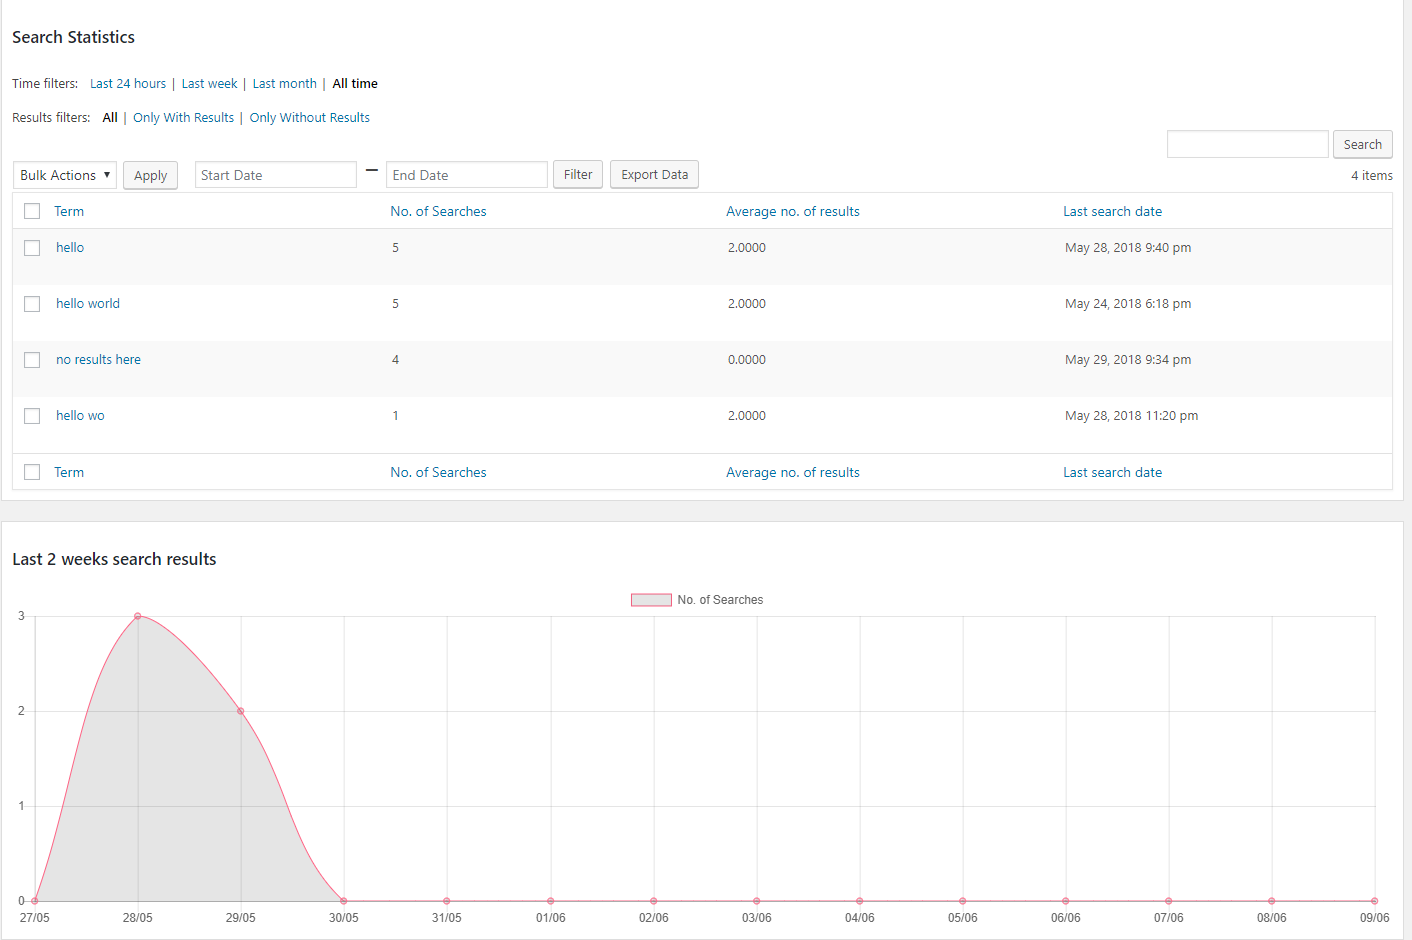 Search Statistics
Time filters: Last 24 hours | Last week | Last month | All time
Results filters: All | Only With Results | Only Without Results
Search
Bulk Actions Apply Start Date — End Date Filter Export Data 4 items
Term No. of Searches Average no. of results Last search date
hello 5 2.0000 May 28, 2018 9:40 pm
hello world 5 2.0000 May 24, 2018 6:18 pm
no results here 4 0.0000 May 29, 2018 9:34 pm
hello wo 1 2.0000 May 28, 2018 11:20 pm
Term No. of Searches Average no. of results Last search date
Last 2 weeks search results
No. of Searches
3
2
1
0
27/05 28/05 29/05 30/05 31/05 01/06 02/06 03/06 04/06 05/06 06/06 07/06 08/06 09/06